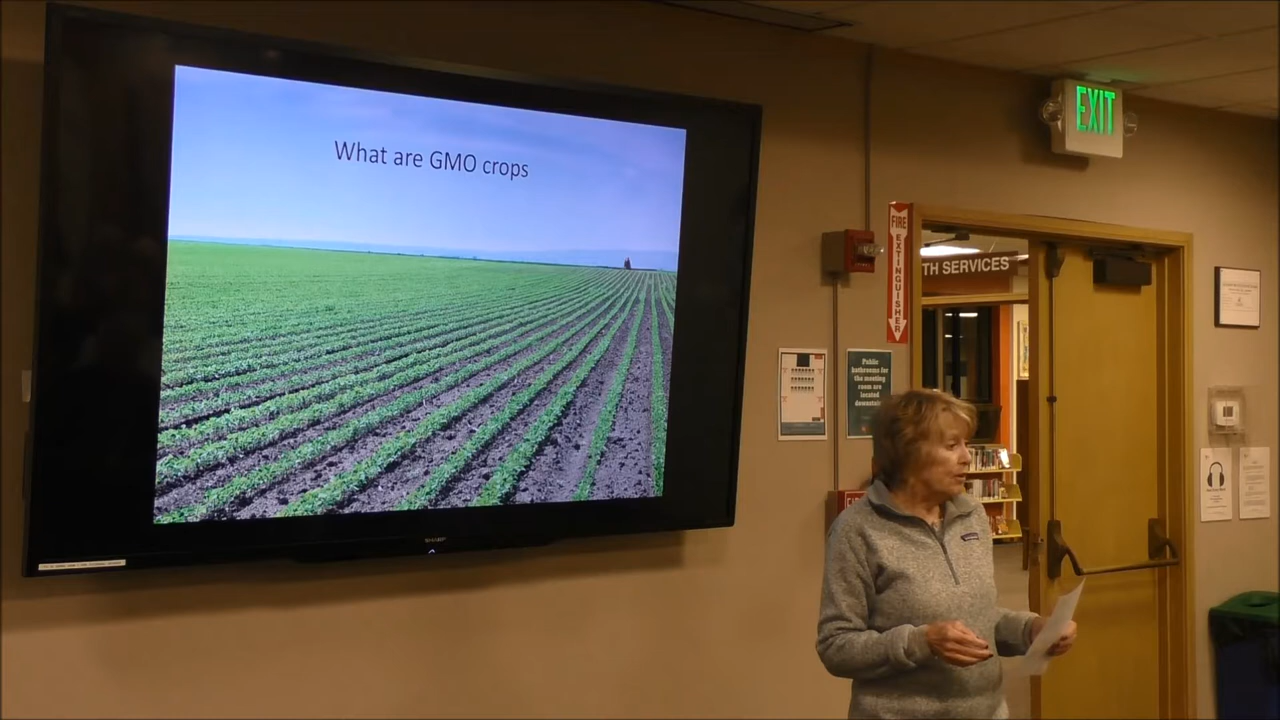 What are GMO crops
SHARP
EXIT
FIRE
EXTINGUISHER
TH SERVICES
Public
bathrooms for
the meeting
room are
located
downstairs